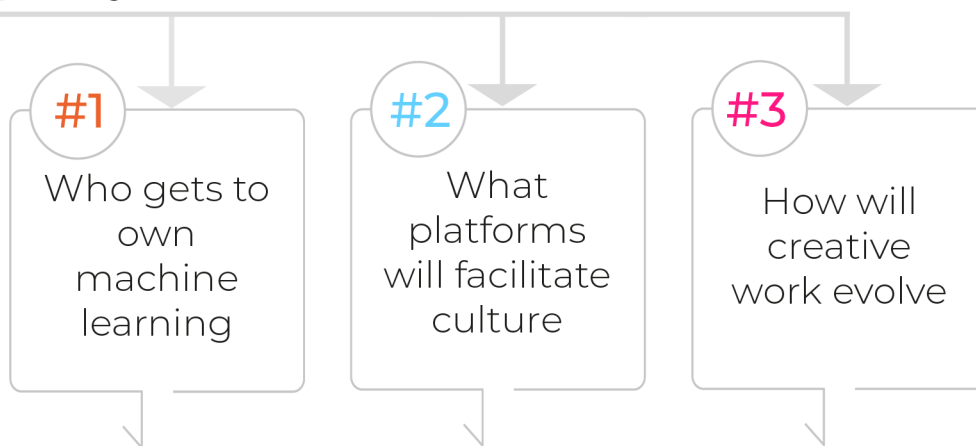 #1
Who gets to
own
machine
learning
#2
What
platforms
will facilitate
culture
#3
How will
creative
work evolve